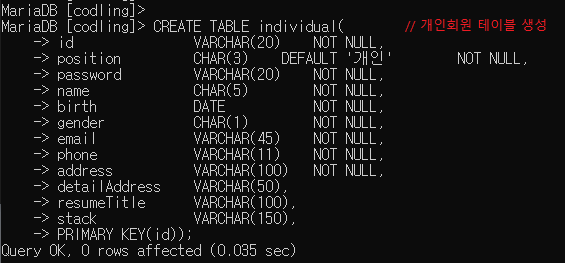 MariaDB [codling]>
MariaDB [codling]> CREATE TABLE individual( // 개인회원 테이블 생성
-> id VARCHAR(20) NOT NULL,
-> position CHAR(3) DEFAULT '개인' NOT NULL,
-> password VARCHAR(20) NOT NULL,
-> name CHAR(5) NOT NULL,
-> birth DATE NOT NULL,
-> gender CHAR(1) NOT NULL,
-> email VARCHAR(45) NOT NULL,
-> phone VARCHAR(11) NOT NULL,
-> address VARCHAR(100) NOT NULL,
-> detailAddress VARCHAR(50),
-> resumeTitle VARCHAR(100),
-> stack VARCHAR(150),
-> PRIMARY KEY(id));
Query OK, 0 rows affected (0.035 sec)